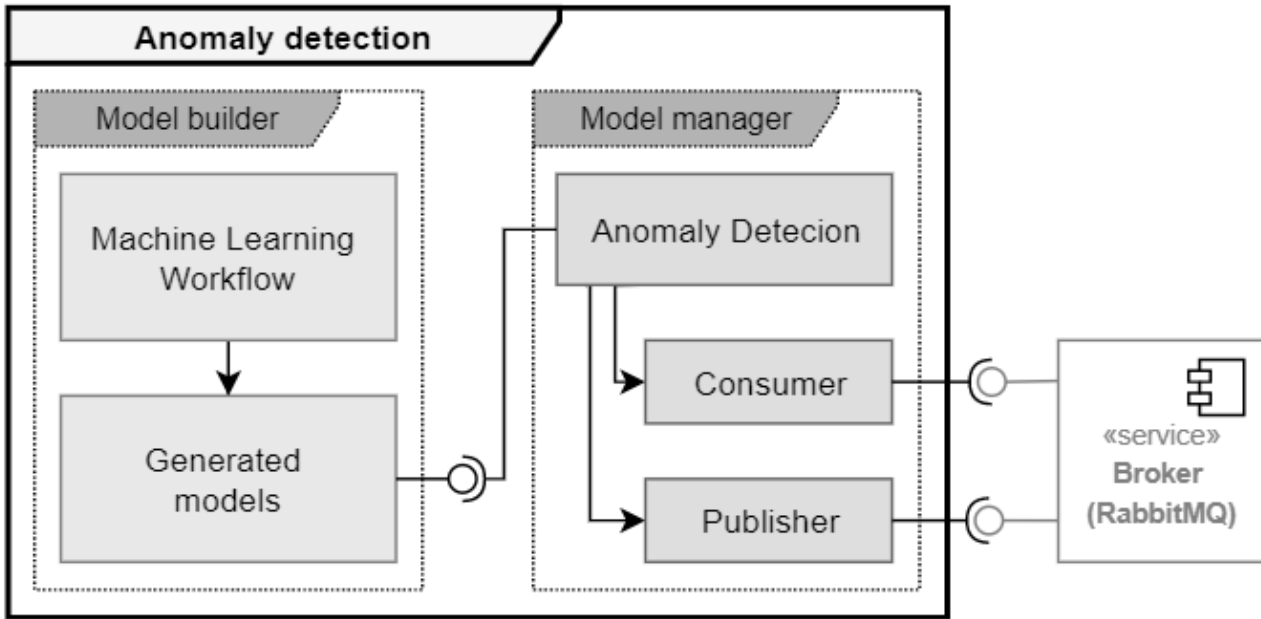 Anomaly detection
Model builder
Machine Learning
Workflow
Generated
models
Model manager
Anomaly Detecion
Consumer
Publisher
«service»
Broker
(RabbitMQ)